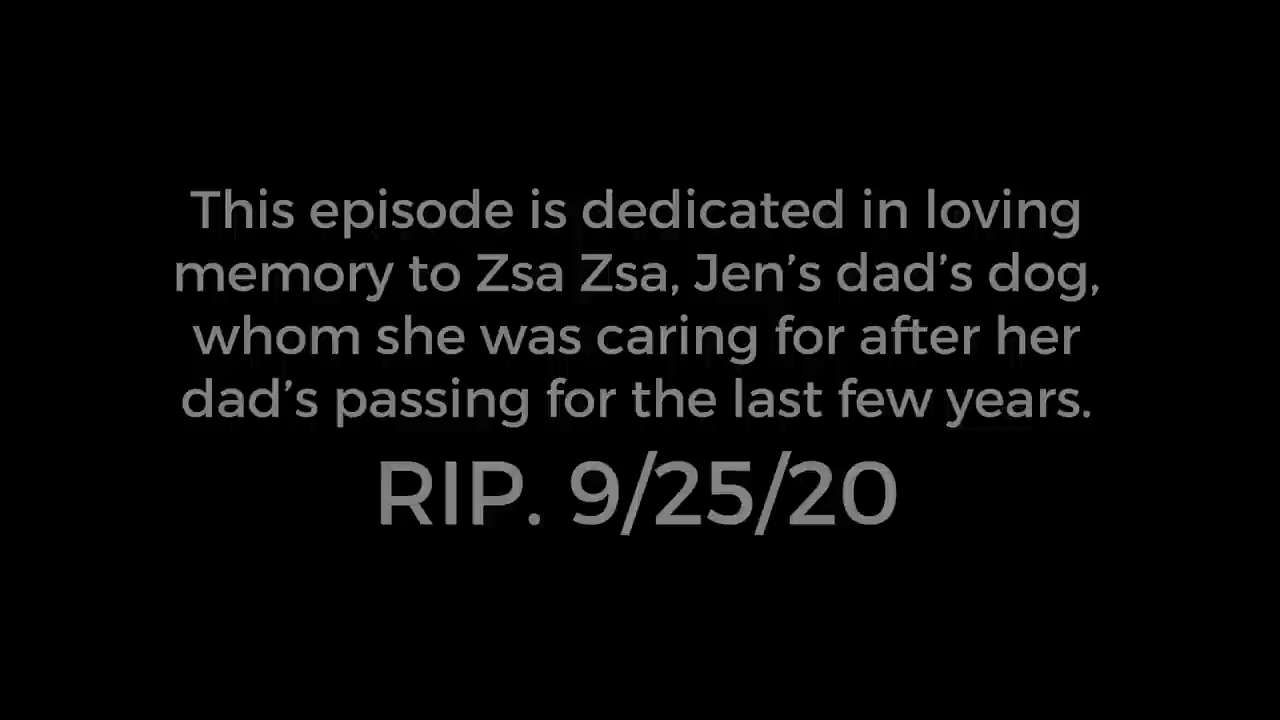 This episode is dedicated in loving
memory to Zsa Zsa, Jen’s dad’s dog,
whom she was caring for after her
dad’s passing for the last few years.
RIP. 9/25/20